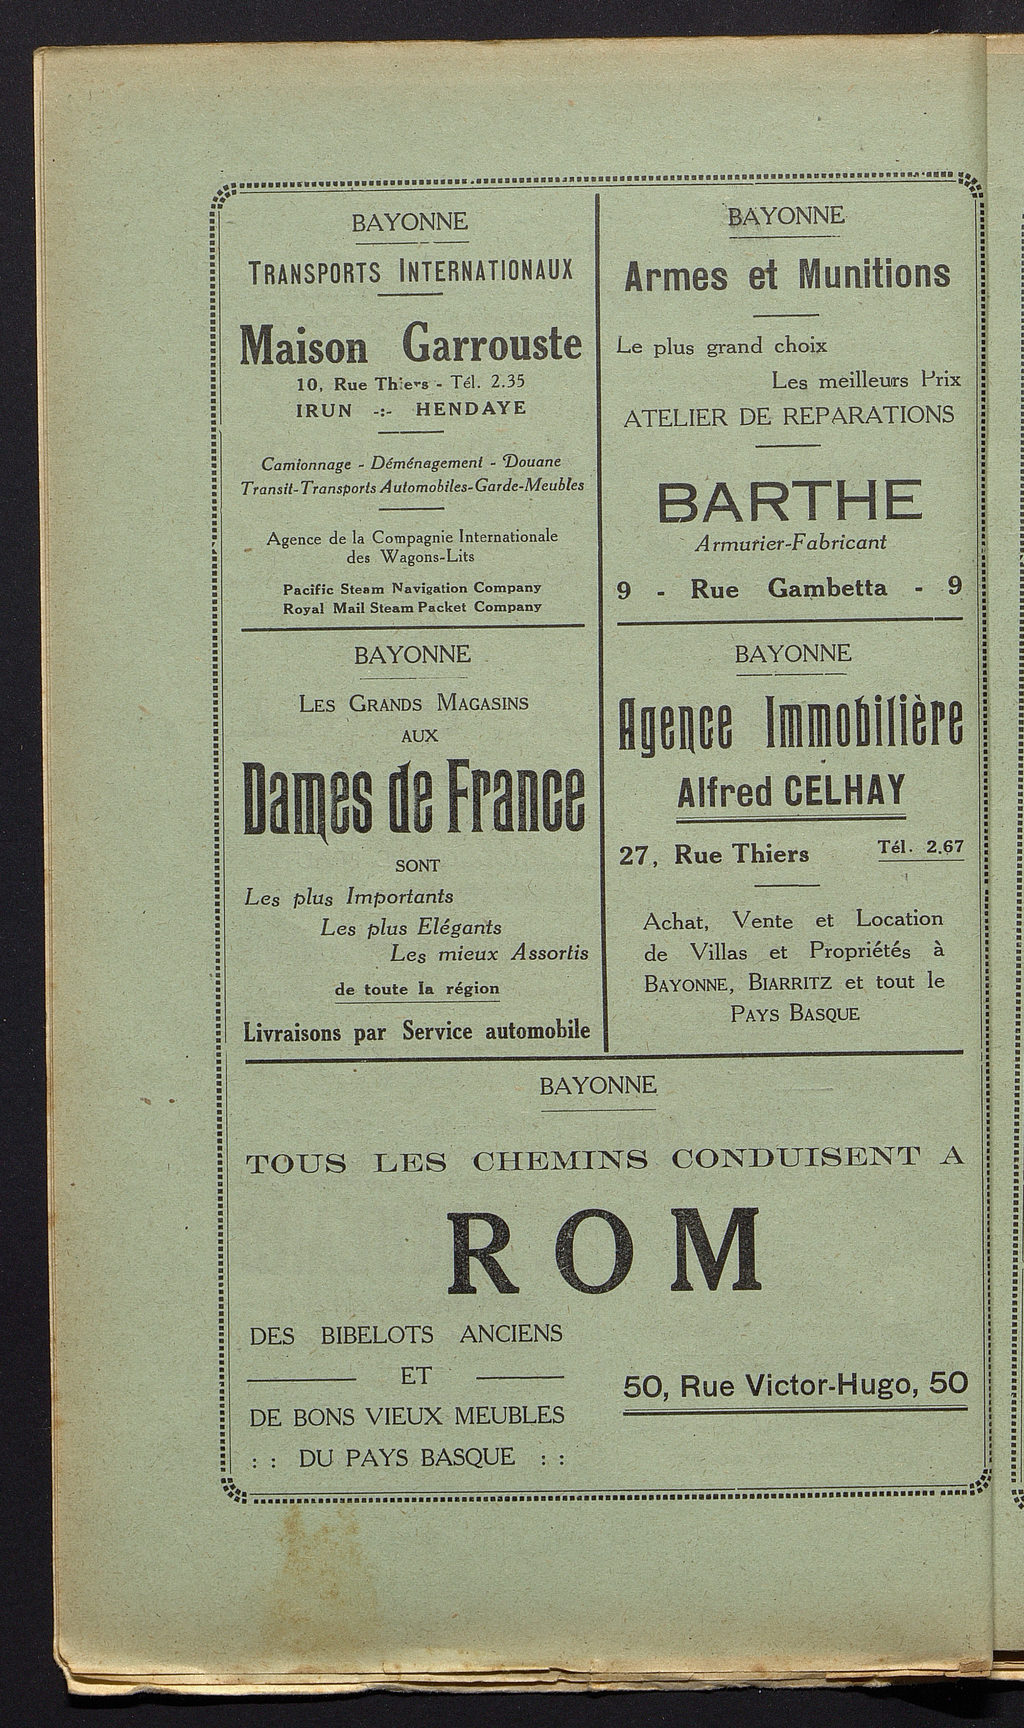 BAYONNE
TRANSPORTS INTERNATIONAUX
Maison Garrouste
10, Rue Thiers - Tél. 2.35
IRUN -:- HENDAYE
Camionnage - Déménagement - Douane
Transit-Transports Automobiles-Garde-Meubles
Agence de la Compagnie Internationale
des Wagons-Lits
Pacific Steam Navigation Company
Royal Mail Steam Packet Company
BAYONNE
Armes et Munitions
Le plus grand choix
Les meilleurs Prix
ATELIER DE REPARATIONS
BARTHE
Armurier-Fabricant
9 - Rue Gambetta - 9
BAYONNE
LES GRANDS MAGASINS
AUX
Dames de France
SONT
Les plus Importants
Les plus Elégants
Les mieux Assortis
de toute la région
Livraisons par Service automobile
BAYONNE
Agence Immobilière
Alfred CELHAY
27, Rue Thiers Tél. 2.67
Achat, Vente et Location
de Villas et Propriétés à
BAYONNE, BIARRITZ et tout le
PAYS BASQUE
BAYONNE
TOUS LES CHEMINS CONDUISENT A
ROM
DES BIBELOTS ANCIENS
ET
DE BONS VIEUX MEUBLES
: : DU PAYS BASQUE : :
50, Rue Victor-Hugo, 50